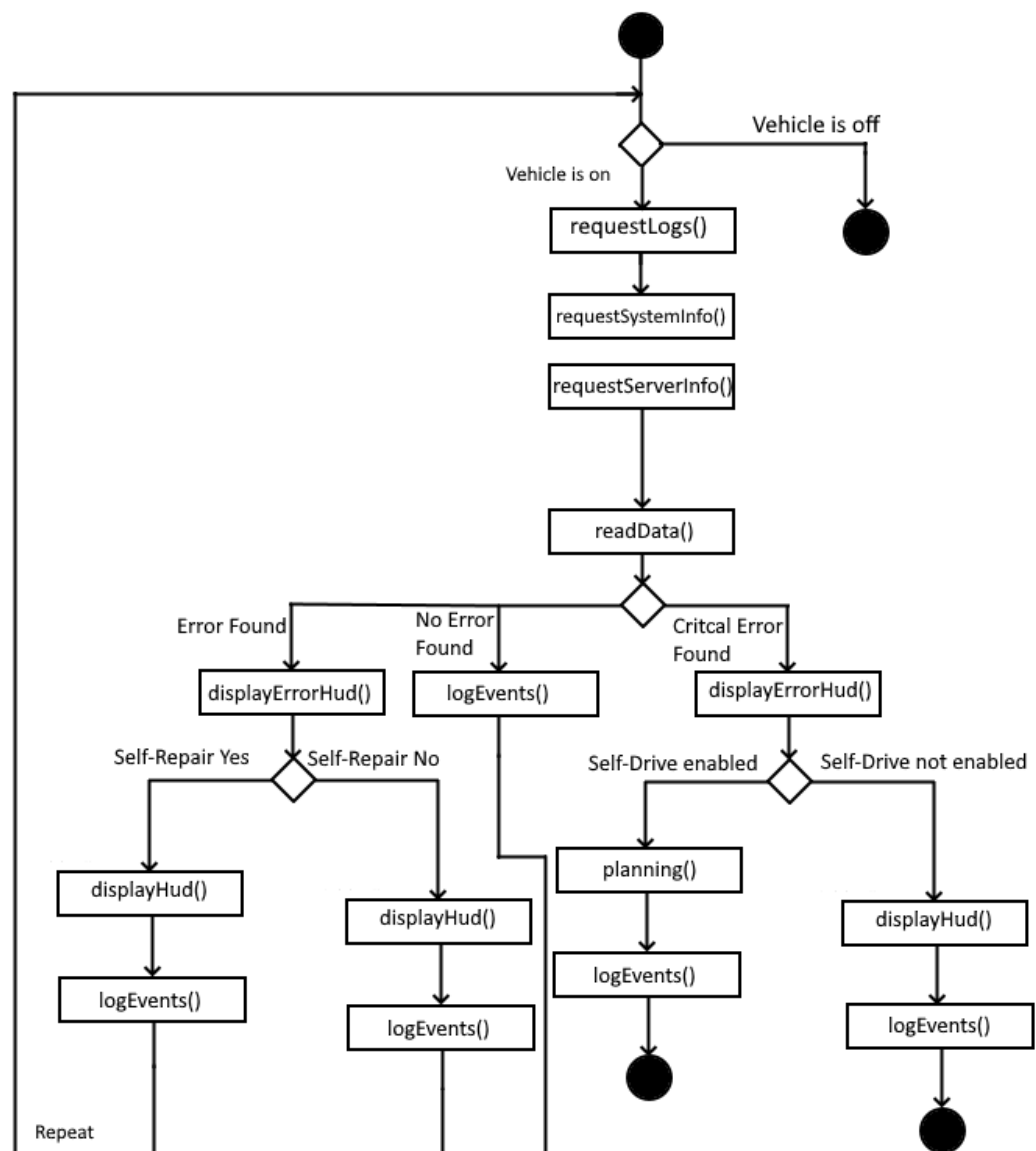 Vehicle is off
Vehicle is on
requestLogs()
requestSystemInfo()
requestServerInfo()
readData()
Error Found
No Error
Found
Critcal Error
Found
displayErrorHud()
logEvents()
displayErrorHud()
Self-Repair Yes
Self-Repair No
Self-Drive enabled
Self-Drive not enabled
displayHud()
displayHud()
planning()
displayHud()
logEvents()
logEvents()
logEvents()
logEvents()
Repeat